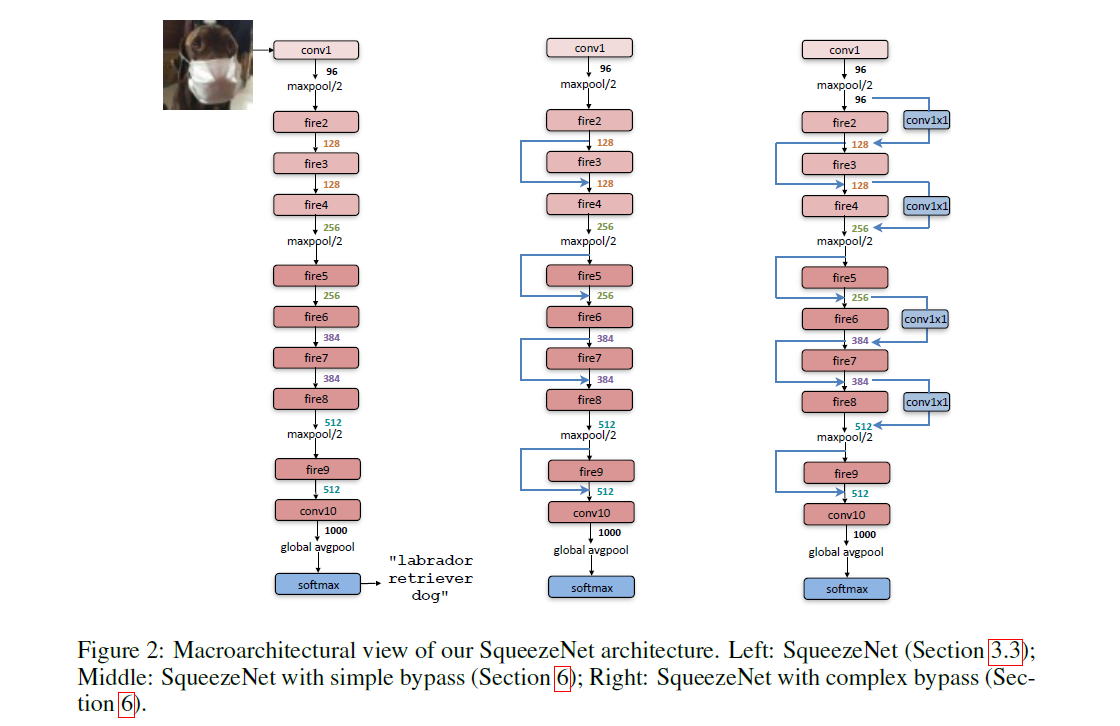 conv1
96
maxpool/2
fire2
128
fire3
128
fire4
256
maxpool/2
fire5
256
fire6
384
fire7
384
fire8
512
maxpool/2
fire9
512
conv10
1000
global avgpool
softmax
"labrador
retriever
dog"
conv1
96
maxpool/2
fire2
128
fire3
128
fire4
256
maxpool/2
fire5
256
fire6
384
fire7
384
fire8
512
maxpool/2
fire9
512
conv10
1000
global avgpool
softmax
conv1
96
maxpool/2
96
fire2
conv1x1
128
fire3
128
fire4
conv1x1
256
maxpool/2
fire5
256
fire6
conv1x1
384
fire7
384
fire8
conv1x1
512
maxpool/2
fire9
512
conv10
1000
global avgpool
softmax
Figure 2: Macroarchitectural view of our SqueezeNet architecture. Left: SqueezeNet (Section 3.3);
Middle: SqueezeNet with simple bypass (Section 6); Right: SqueezeNet with complex bypass (Sec-
tion 6).